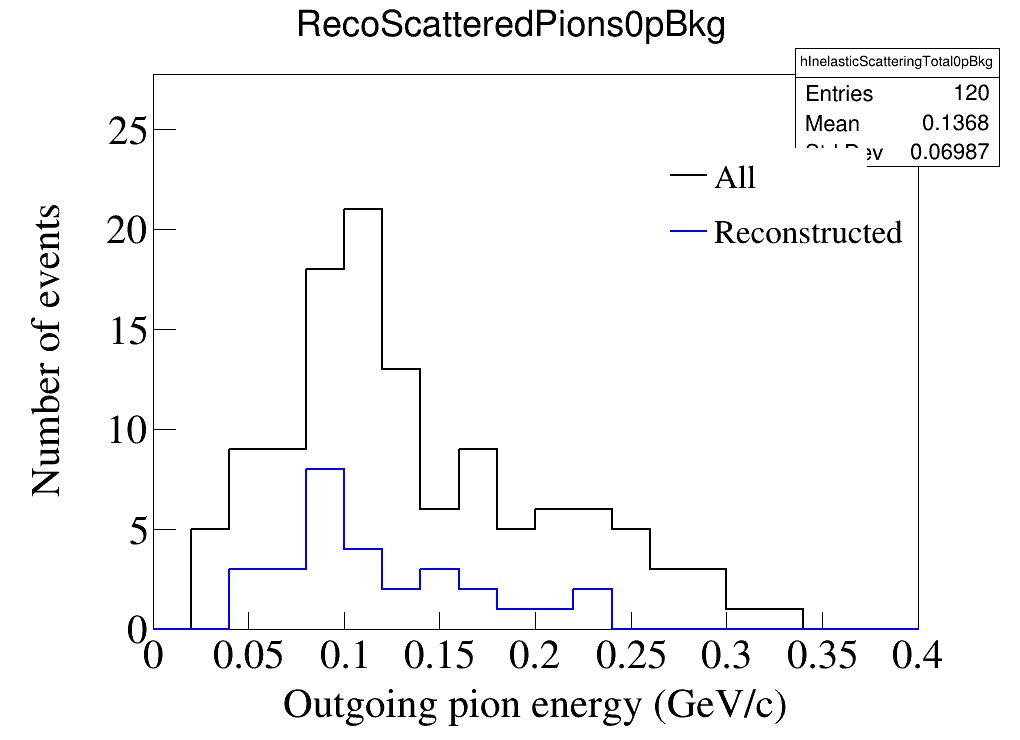 RecoScatteredPions0pBkg
hInelasticScatteringTotal0pBkg
Entries 120
Mean 0.1368
Dev 0.06987
All
Reconstructed
Number of events
25
20
15
10
5
0
0 0.05 0.1 0.15 0.2 0.25 0.3 0.35 0.4
Outgoing pion energy (GeV/c)